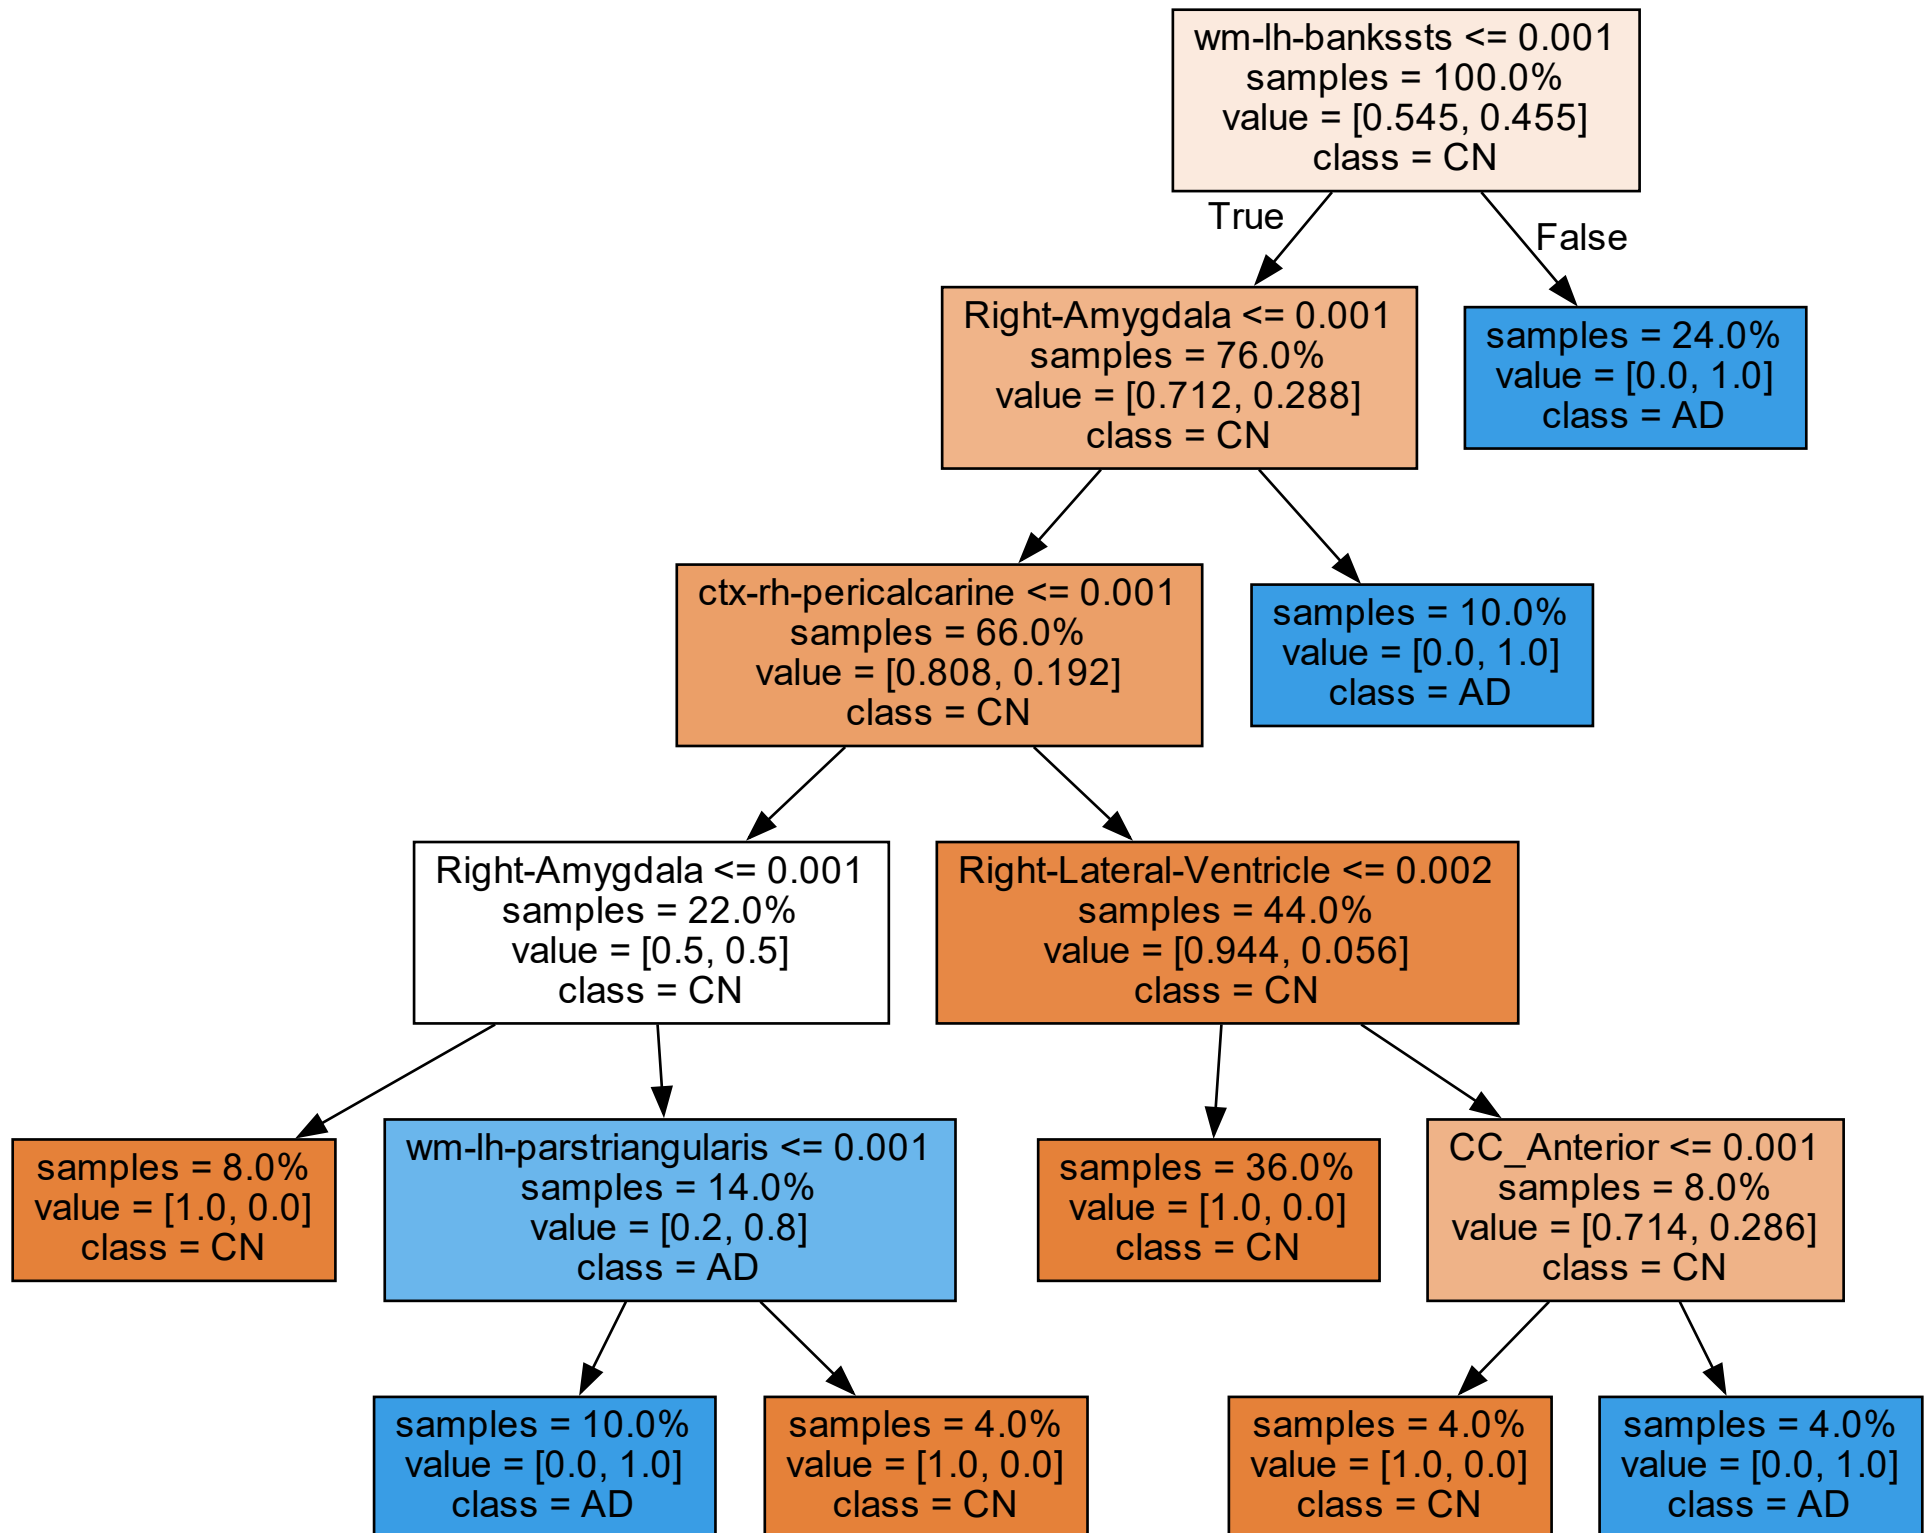 wm-lh-bankssts <= 0.001
samples = 100.0%
value = [0.545, 0.455]
class = CN
True
False
Right-Amygdala <= 0.001
samples = 76.0%
value = [0.712, 0.288]
class = CN
samples = 24.0%
value = [0.0, 1.0]
class = AD
ctx-rh-pericalcarine <= 0.001
samples = 66.0%
value = [0.808, 0.192]
class = CN
samples = 10.0%
value = [0.0, 1.0]
class = AD
Right-Amygdala <= 0.001
samples = 22.0%
value = [0.5, 0.5]
class = CN
Right-Lateral-Ventricle <= 0.002
samples = 44.0%
value = [0.944, 0.056]
class = CN
samples = 8.0%
value = [1.0, 0.0]
class = CN
wm-lh-parstriangularis <= 0.001
samples = 14.0%
value = [0.2, 0.8]
class = AD
samples = 36.0%
value = [1.0, 0.0]
class = CN
CC_Anterior <= 0.001
samples = 8.0%
value = [0.714, 0.286]
class = CN
samples = 10.0%
value = [0.0, 1.0]
class = AD
samples = 4.0%
value = [1.0, 0.0]
class = CN
samples = 4.0%
value = [1.0, 0.0]
class = CN
samples = 4.0%
value = [0.0, 1.0]
class = AD